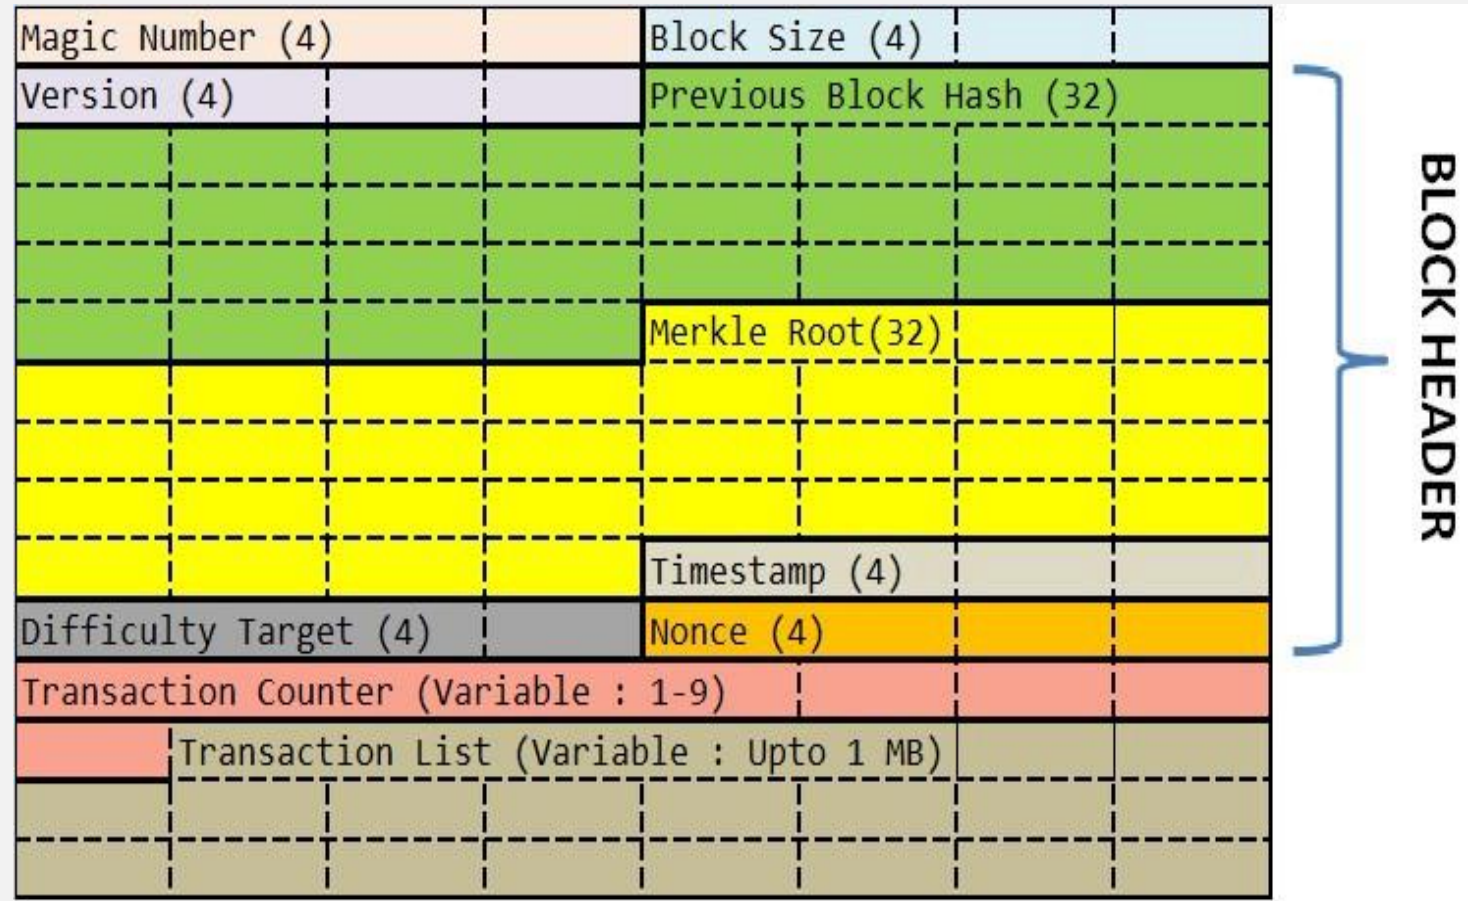 Magic Number (4)
Block Size (4)
Version (4)
Previous Block Hash (32)
Merkle Root(32)
Timestamp (4)
Difficulty Target (4)
Nonce (4)
Transaction Counter (Variable : 1-9)
Transaction List (Variable : Upto 1 MB)
BLOCK HEADER